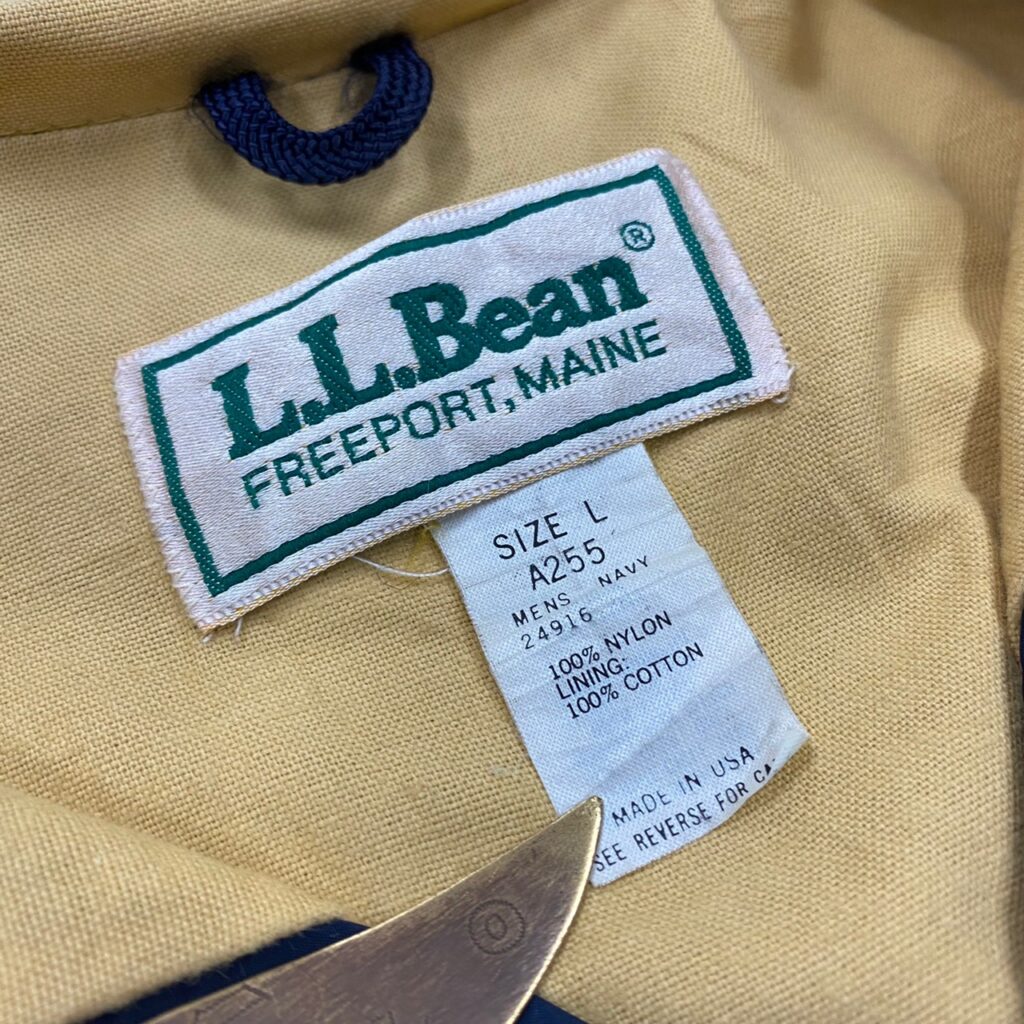 L.L.Bean®
FREEPORT, MAINE
SIZE L
A255
MENS NAVY
24916
100% NYLON
LINING:
100% COTTON
MADE IN USA
SEE REVERSE FOR